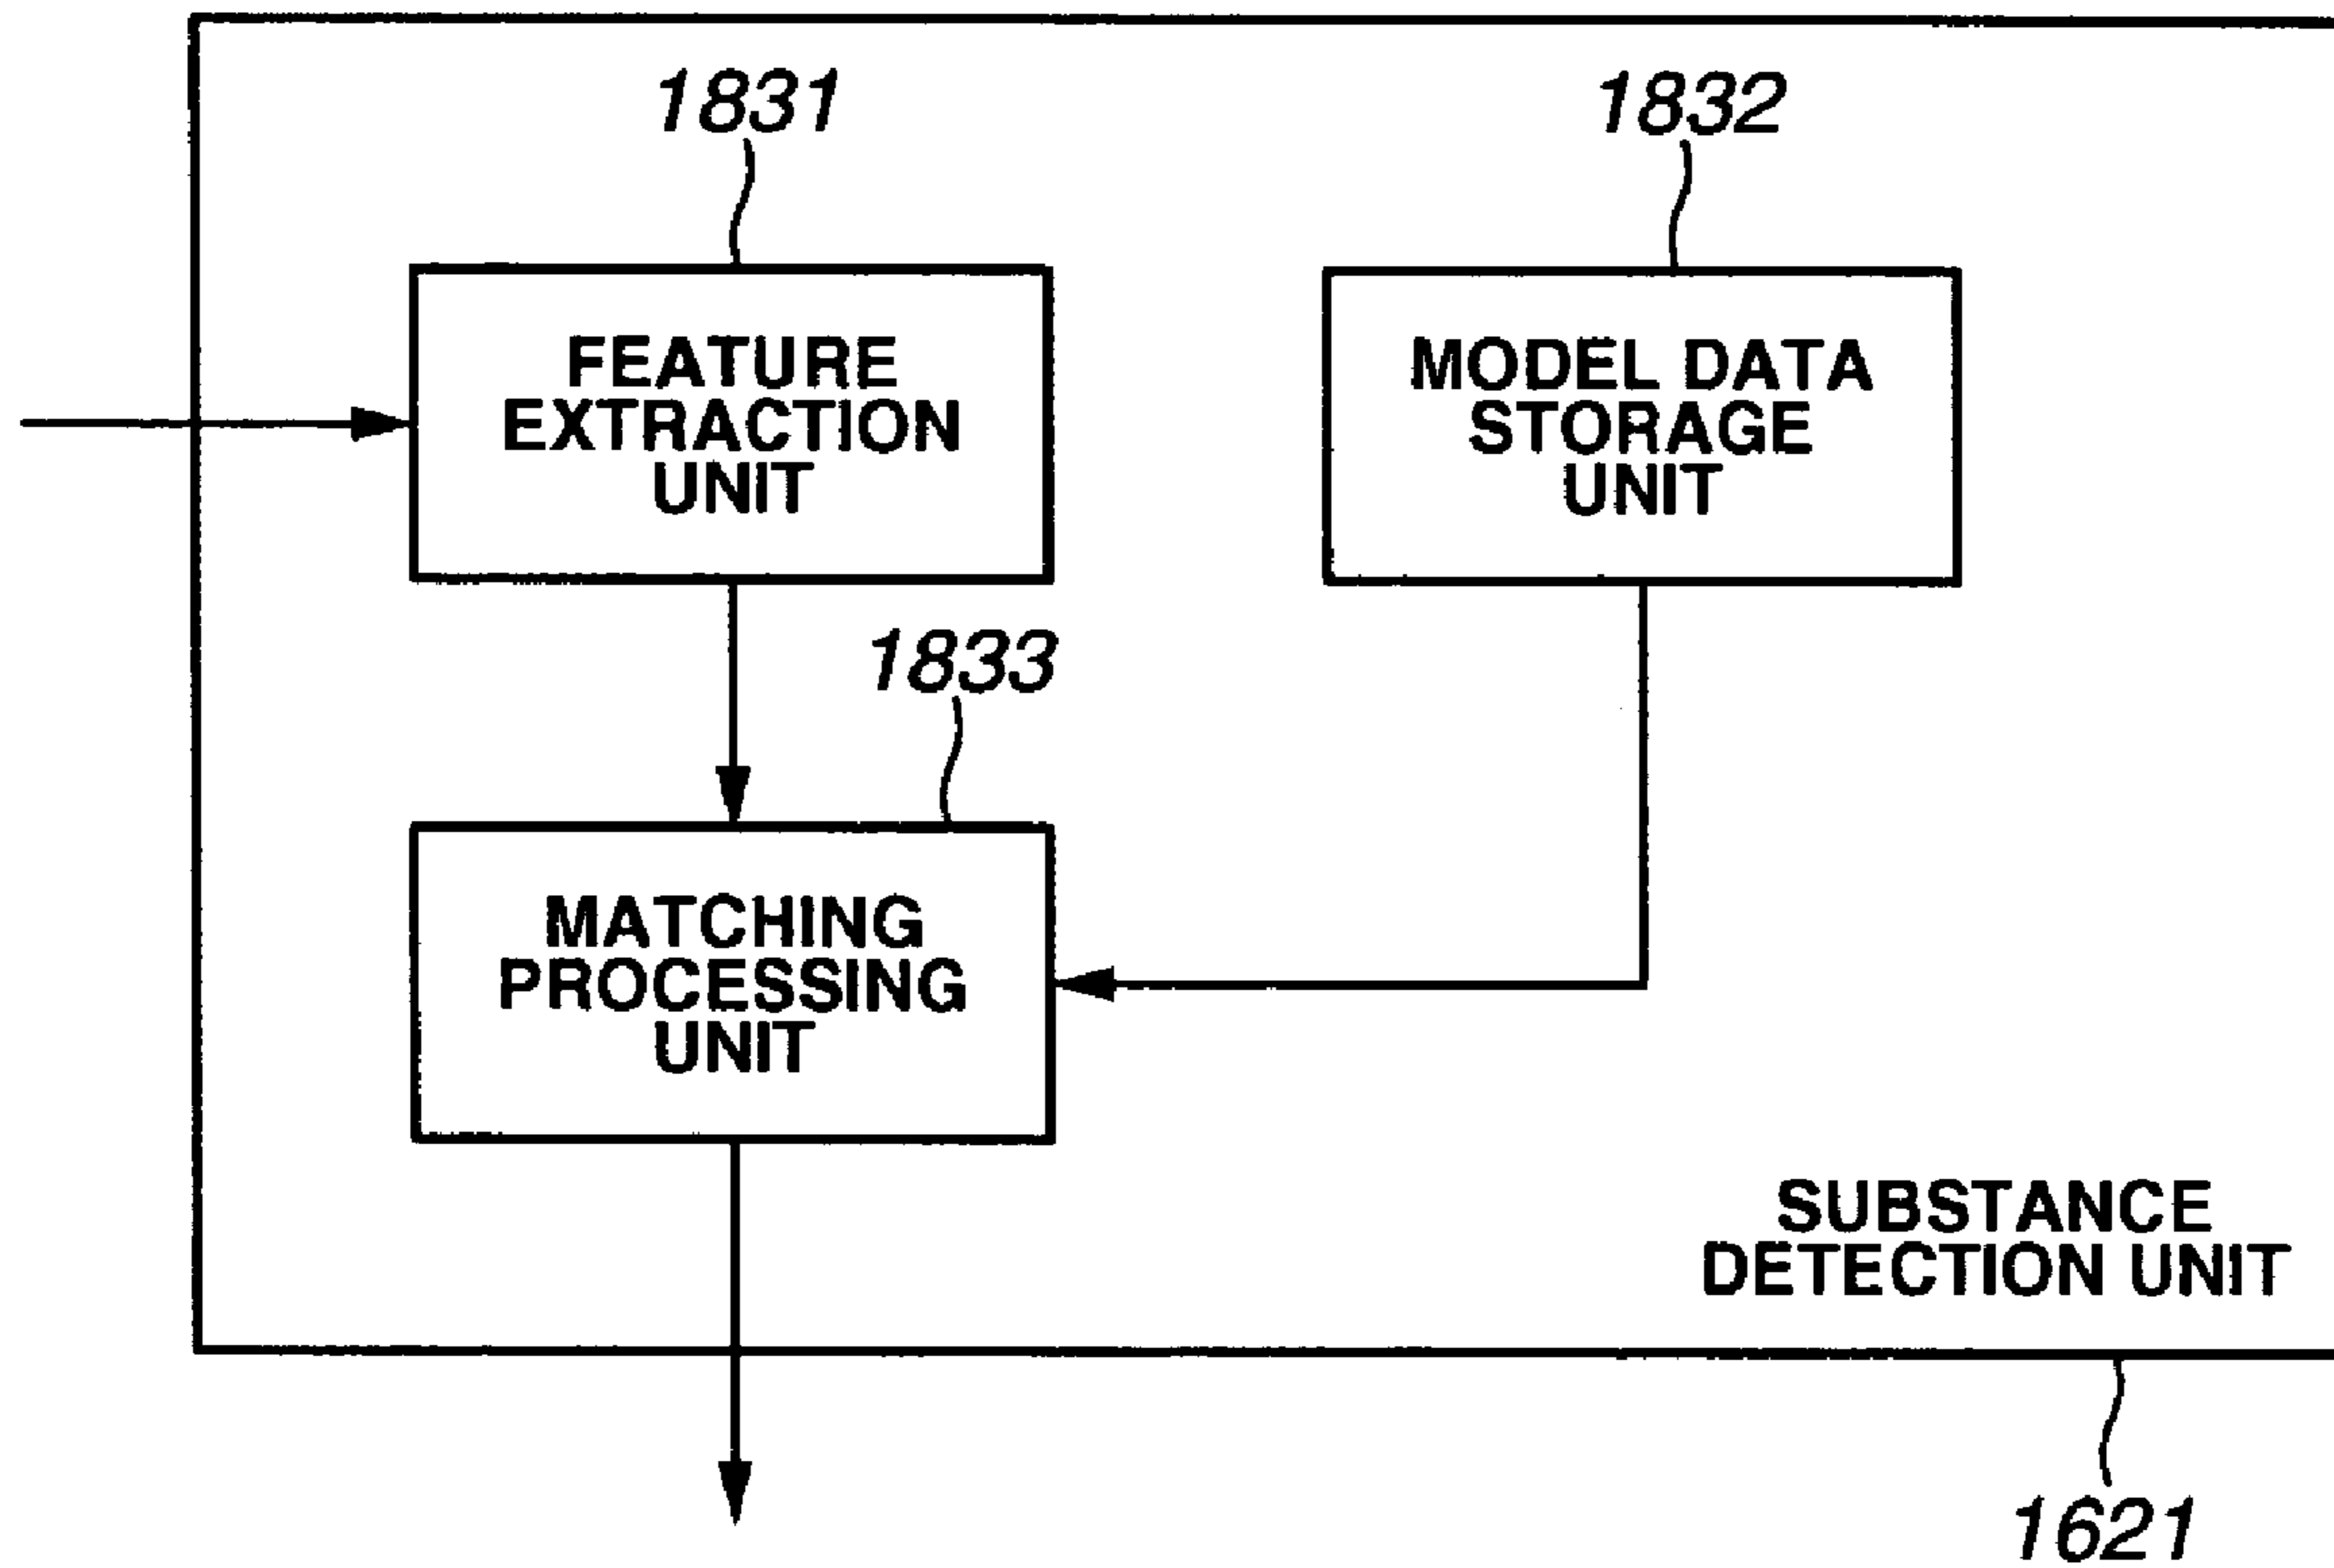 1831
1832
FEATURE
EXTRACTION
UNIT
MODEL DATA
STORAGE
UNIT
1833
MATCHING
PROCESSING
UNIT
SUBSTANCE
DETECTION UNIT
1621